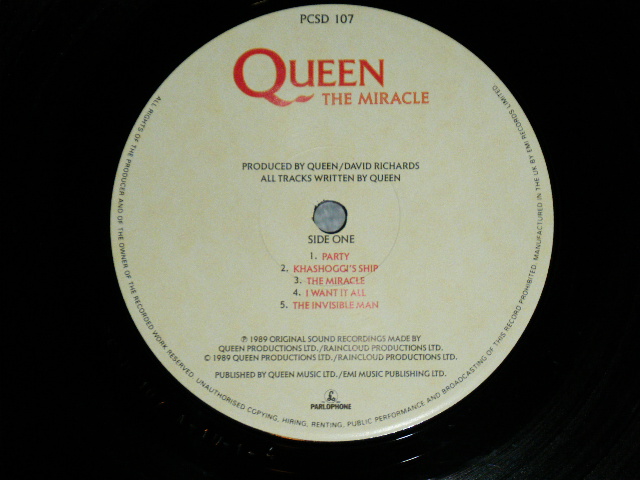 PCSD 107
QUEEN
THE MIRACLE
PRODUCED BY QUEEN/DAVID RICHARDS
ALL TRACKS WRITTEN BY QUEEN
SIDE ONE
1. PARTY
2. KHASHOGGI'S SHIP
3. THE MIRACLE
4. I WANT IT ALL
5. THE INVISIBLE MAN
℗ 1989 ORIGINAL SOUND RECORDINGS MADE BY
QUEEN PRODUCTIONS LTD./RAINCLOUD PRODUCTIONS LTD.
© 1989 QUEEN PRODUCTIONS LTD./RAINCLOUD PRODUCTIONS LTD.
PUBLISHED BY QUEEN MUSIC LTD./EMI MUSIC PUBLISHING LTD.
PARLOPHONE
ALL RIGHTS OF THE PRODUCER AND OF THE OWNER OF THE RECORDED WORK RESERVED. UNAUTHORISED COPYING, HIRING, RENTING, PUBLIC PERFORMANCE AND BROADCASTING OF THIS RECORD PROHIBITED. MANUFACTURED IN THE UK BY EMI RECORDS LIMITED